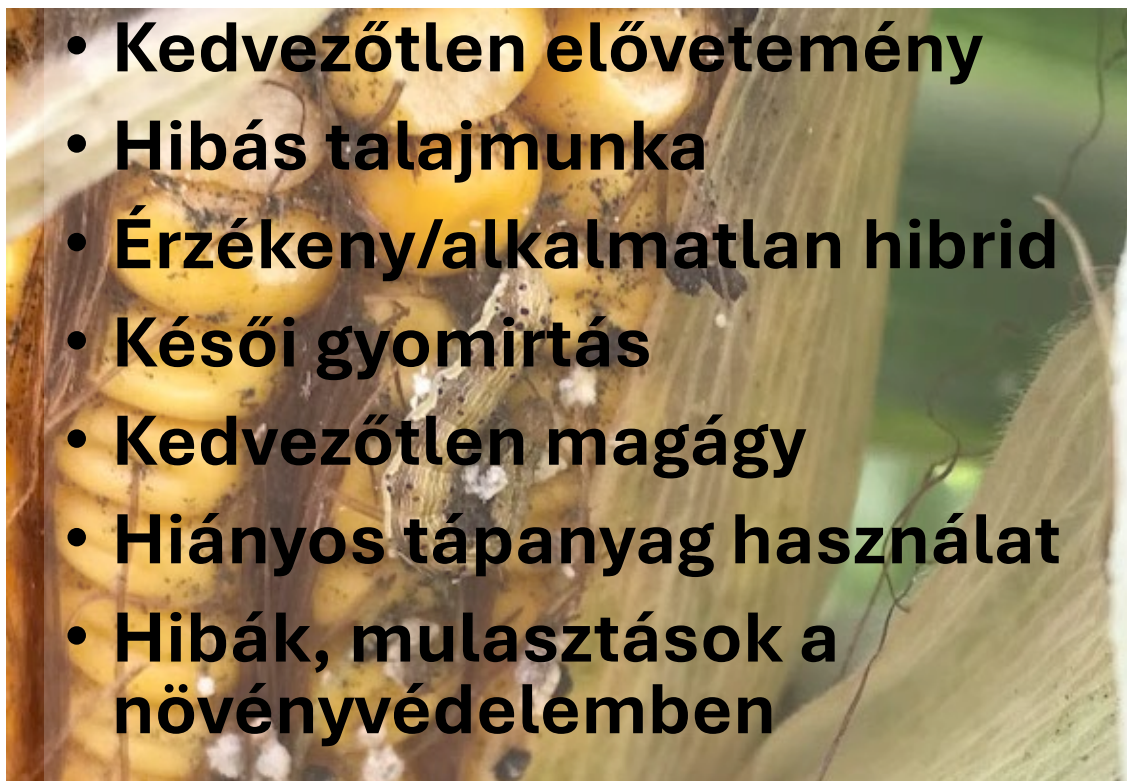 • Kedvezőtlen elővetemény
• Hibás talajmunka
• Érzékeny/alkalmatlan hibrid
• Késői gyomirtás
• Kedvezőtlen magágy
• Hiányos tápanyag használat
• Hibák, mulasztások a
növényvédelemben